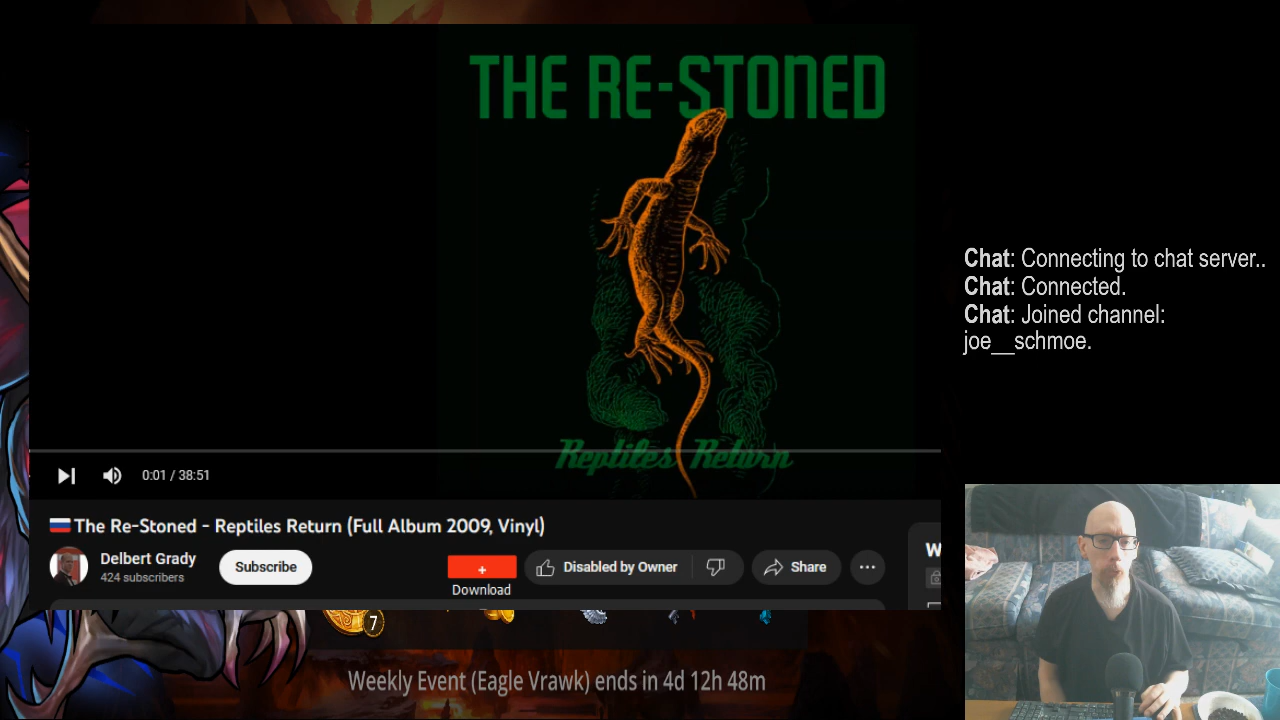 THE RE-STONED
Reptiles Return
0:01 / 38:51
The Re-Stoned - Reptiles Return (Full Album 2009, Vinyl)
Delbert Grady
424 subscribers
Subscribe
+
Download
Disabled by Owner
Share
W
7
Weekly Event (Eagle Vrawk) ends in 4d 12h 48m
Chat: Connecting to chat server..
Chat: Connected.
Chat: Joined channel:
joe__schmoe.